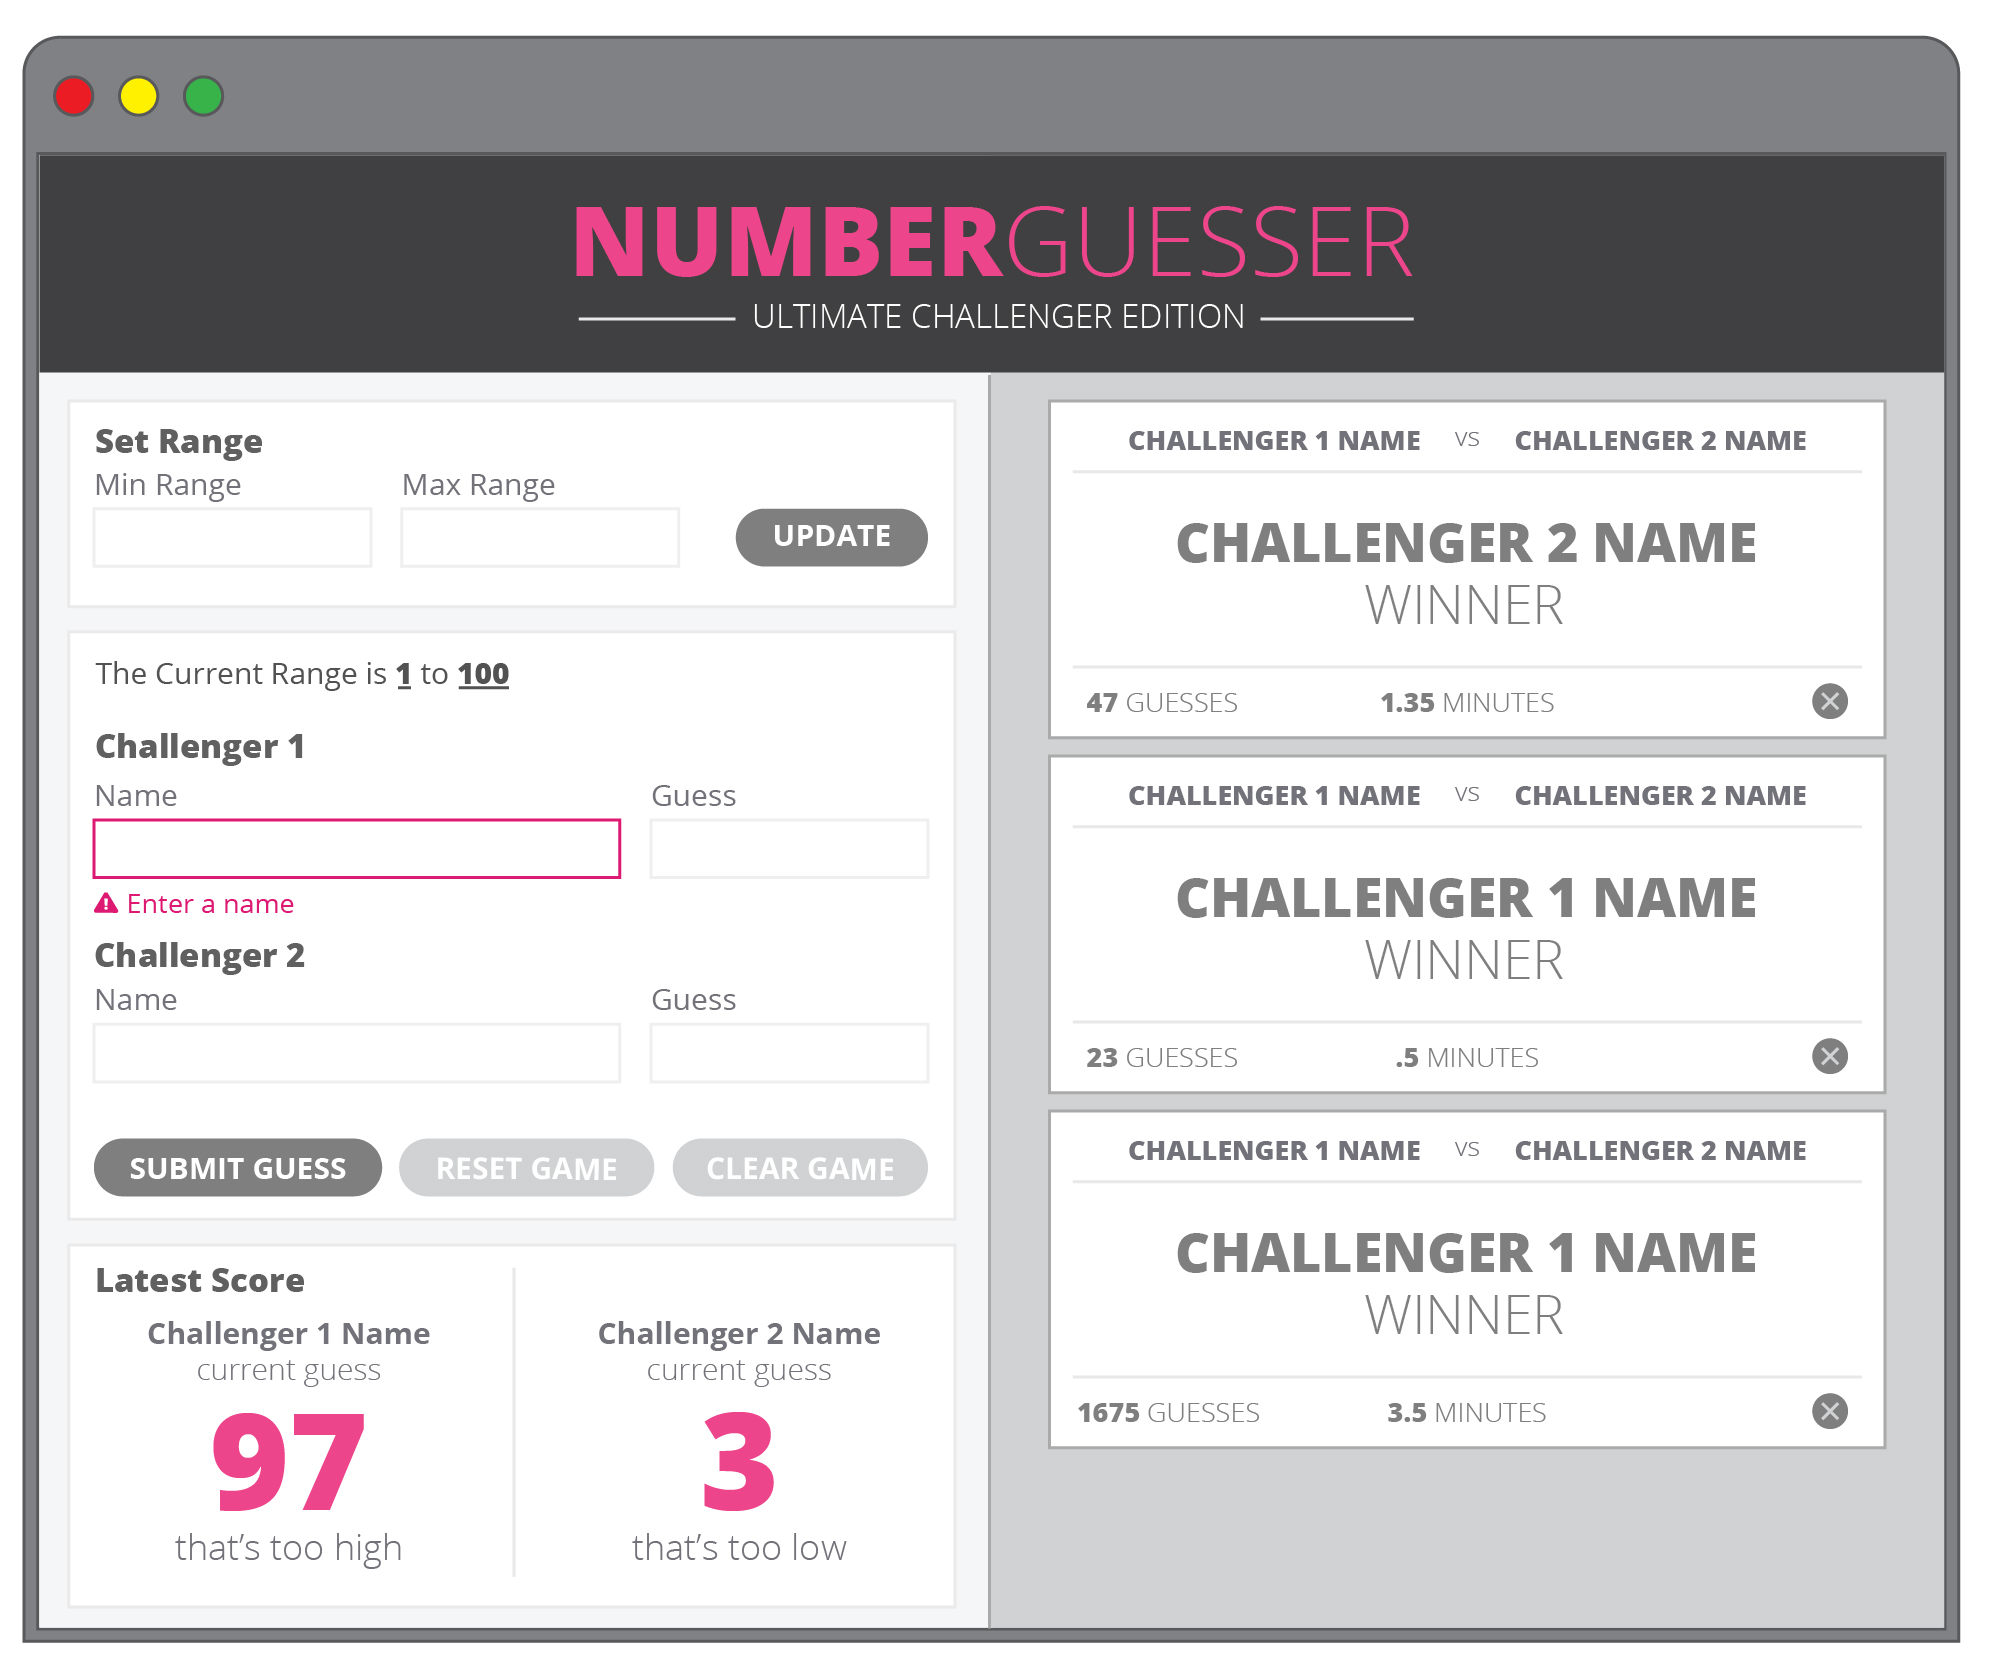 NUMBERGUESSER
ULTIMATE CHALLENGER EDITION
Set Range
Min Range
Max Range
UPDATE
The Current Range is 1 to 100
Challenger 1
Name
Guess
Enter a name
Challenger 2
Name
Guess
SUBMIT GUESS
RESET GAME
CLEAR GAME
Latest Score
Challenger 1 Name
current guess
97
that's too high
Challenger 2 Name
current guess
3
that's too low
CHALLENGER 1 NAME VS CHALLENGER 2 NAME
CHALLENGER 2 NAME
WINNER
47 GUESSES 1.35 MINUTES
CHALLENGER 1 NAME VS CHALLENGER 2 NAME
CHALLENGER 1 NAME
WINNER
23 GUESSES .5 MINUTES
CHALLENGER 1 NAME VS CHALLENGER 2 NAME
CHALLENGER 1 NAME
WINNER
1675 GUESSES 3.5 MINUTES